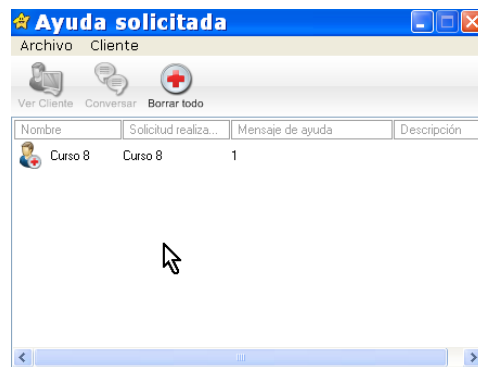 Ayuda solicitada
Archivo Cliente
Ver Cliente Conversar Borrar todo
Nombre Solicitud realiza... Mensaje de ayuda Descripción
Curso 8 Curso 8 1